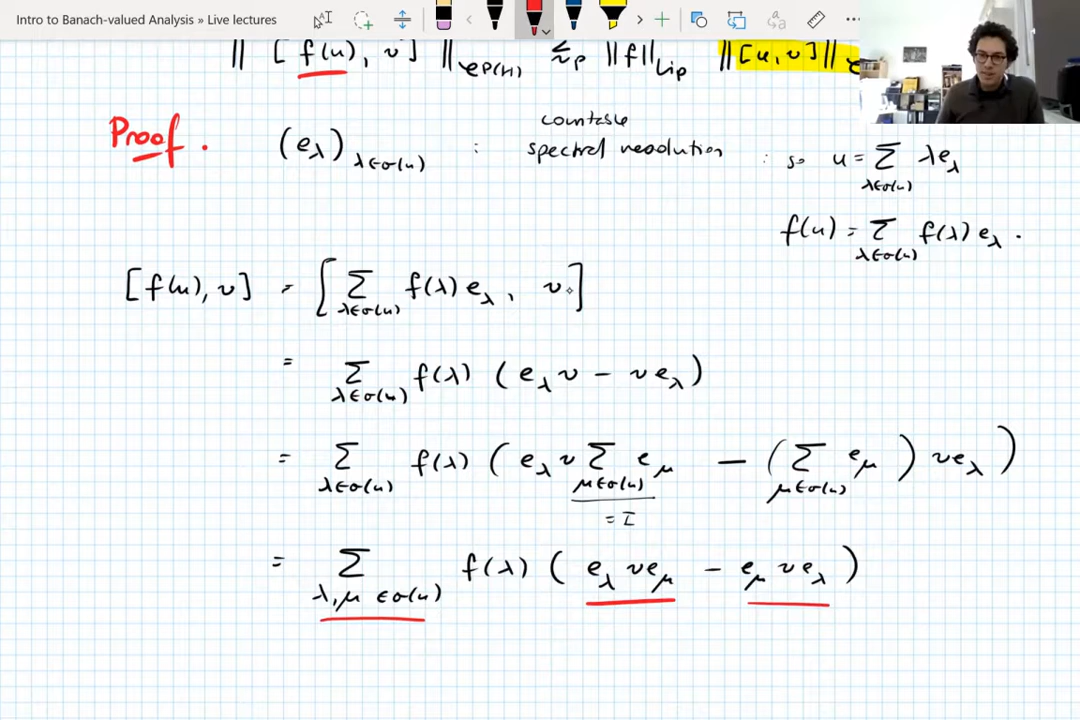 Intro to Banach-valued Analysis » Live lectures
‖ [ f(u), v ] ‖_{𝒞^p(H)} ≲_p ‖f‖_{Lip} ‖[u, v]‖
Proof. (e_λ)_{λ∈σ(u)} : countable spectral resolution : so u = Σ_{λ∈σ(u)} λe_λ
f(u) = Σ_{λ∈σ(u)} f(λ) e_λ .
[f(u), v] = [ Σ_{λ∈σ(u)} f(λ) e_λ , v ]
= Σ_{λ∈σ(u)} f(λ) ( e_λ v − v e_λ )
= Σ_{λ∈σ(u)} f(λ) ( e_λ v Σ_{μ∈σ(u)} e_μ − ( Σ_{μ∈σ(u)} e_μ ) v e_λ )
= I
= Σ_{λ,μ ∈σ(u)} f(λ) ( e_λ v e_μ − e_μ v e_λ )